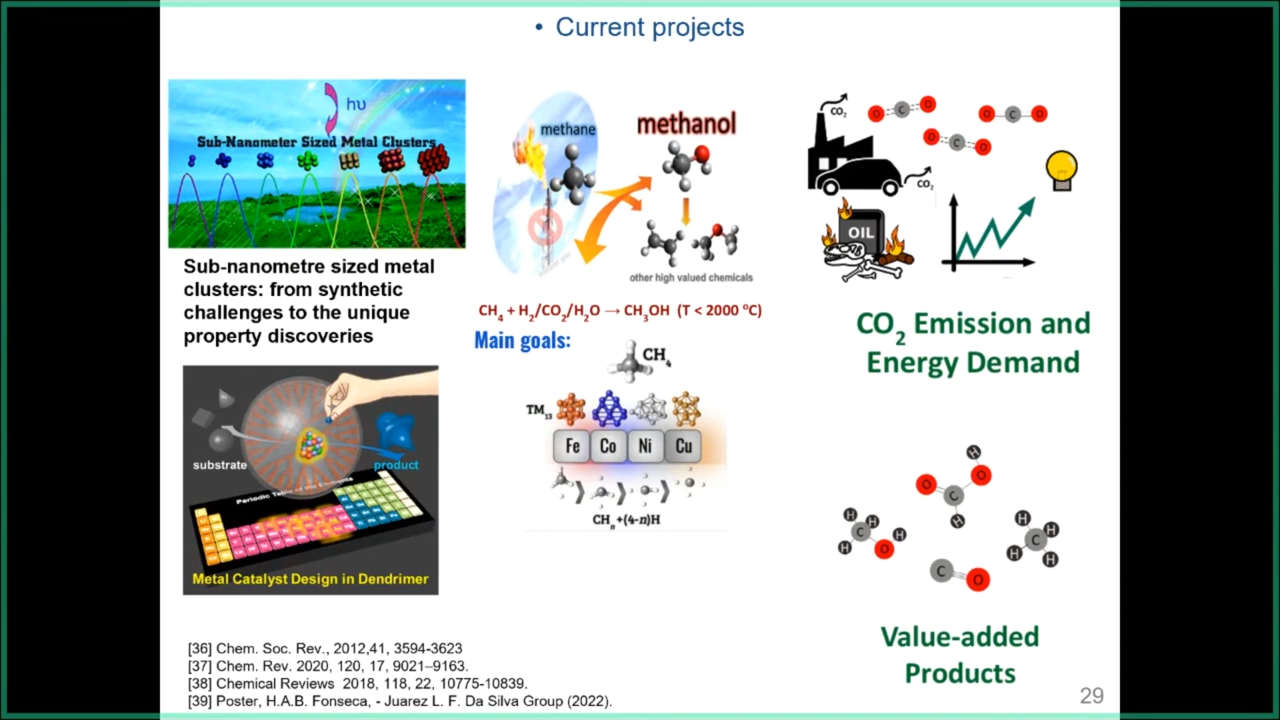 • Current projects
hυ
Sub-Nanometer Sized Metal Clusters
Sub-nanometre sized metal
clusters: from synthetic
challenges to the unique
property discoveries
substrate
product
Periodic Table of the Elements
Metal Catalyst Design in Dendrimer
methane
methanol
other high valued chemicals
CH₄ + H₂/CO₂/H₂O → CH₃OH (T < 2000 ºC)
Main goals:
CH₄
TM₁₃
Fe Co Ni Cu
CHₙ+(4-n)H
CO₂
CO₂
O C O
O C O
O C O
OIL
CO₂ Emission and
Energy Demand
H
O O
C
H
H H
C H
H O
H
H
C
H
H
C O
Value-added
Products
[36] Chem. Soc. Rev., 2012,41, 3594-3623
[37] Chem. Rev. 2020, 120, 17, 9021–9163.
[38] Chemical Reviews 2018, 118, 22, 10775-10839.
[39] Poster, H.A.B. Fonseca, - Juarez L. F. Da Silva Group (2022).
29